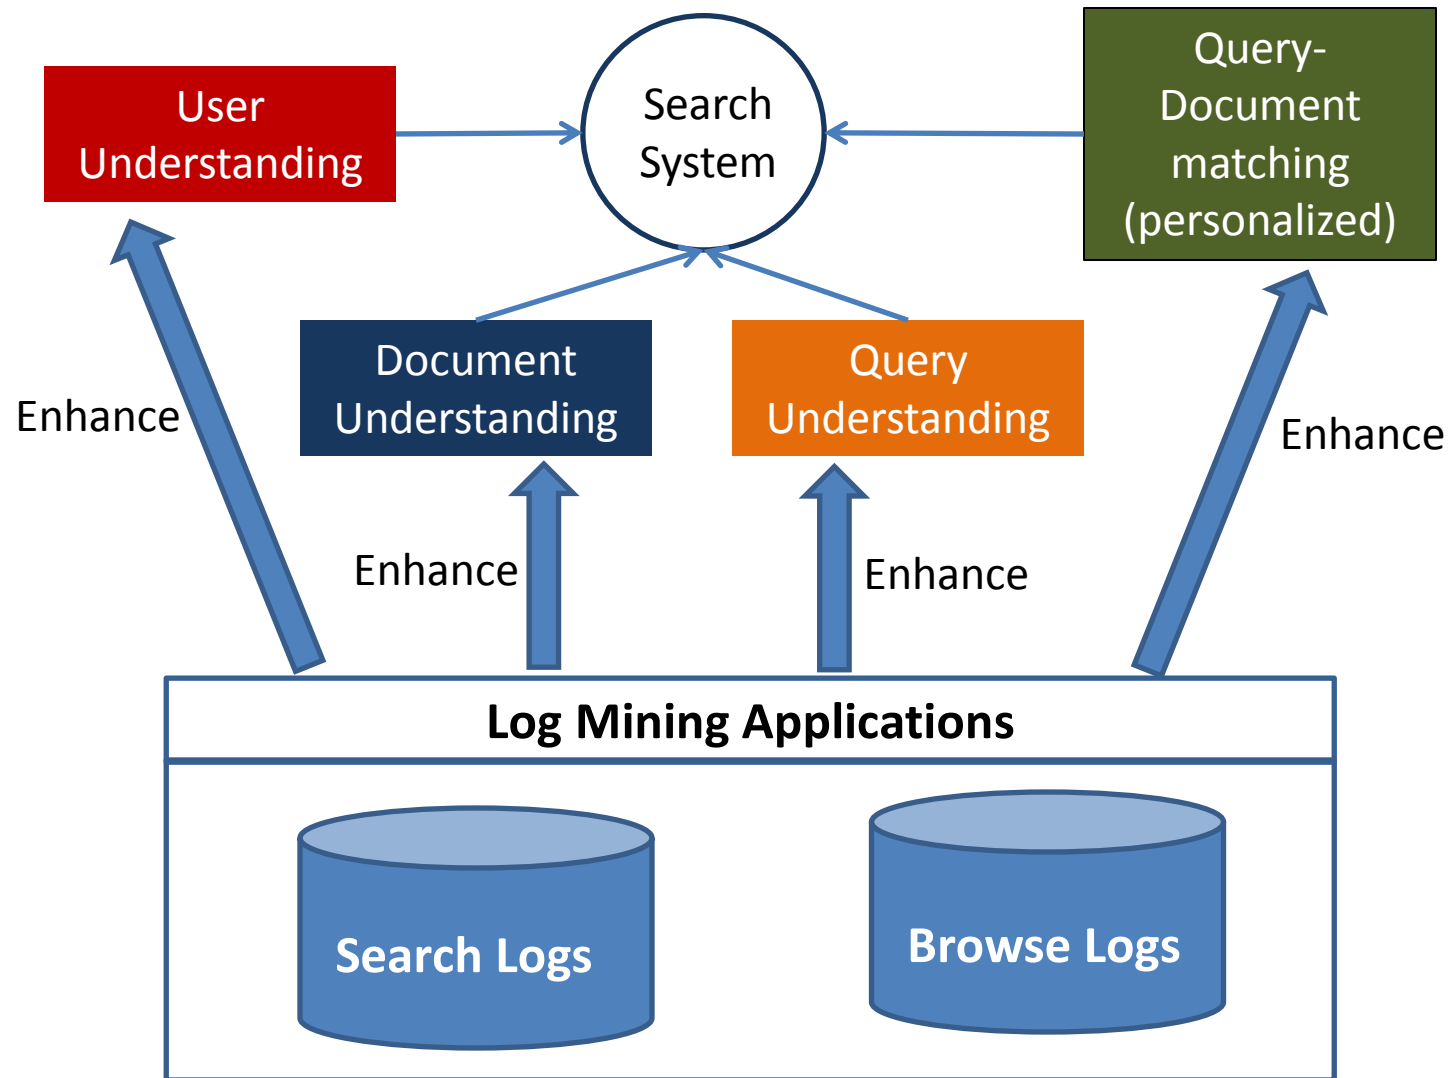 User
Understanding
Search
System
Query-
Document
matching
(personalized)
Document
Understanding
Query
Understanding
Enhance
Enhance
Enhance
Enhance
Log Mining Applications
Search Logs
Browse Logs